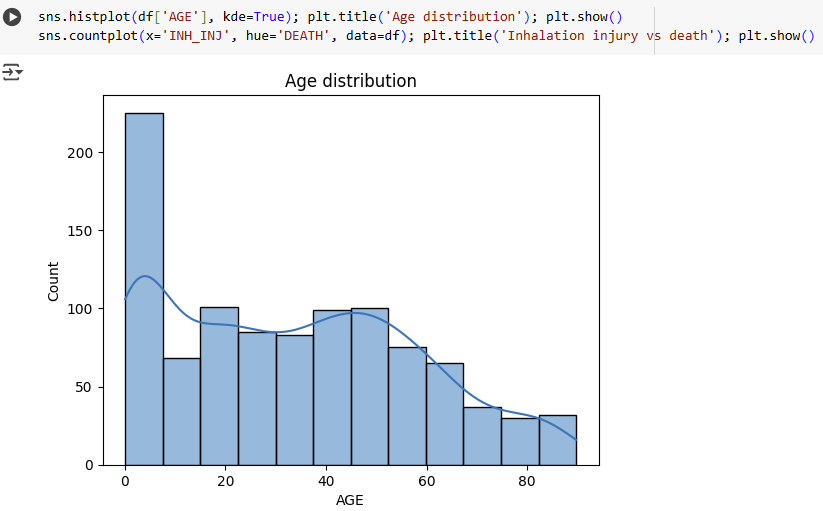 sns.histplot(df['AGE'], kde=True); plt.title('Age distribution'); plt.show()
sns.countplot(x='INH_INJ', hue='DEATH', data=df); plt.title('Inhalation injury vs death'); plt.show()
Age distribution
200
150
100
50
0
Count
0 20 40 60 80
AGE